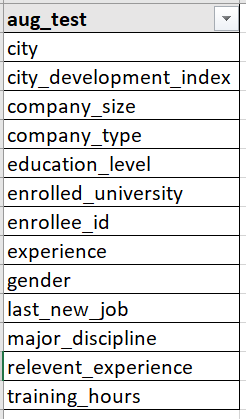 aug_test
city
city_development_index
company_size
company_type
education_level
enrolled_university
enrollee_id
experience
gender
last_new_job
major_discipline
relevent_experience
training_hours